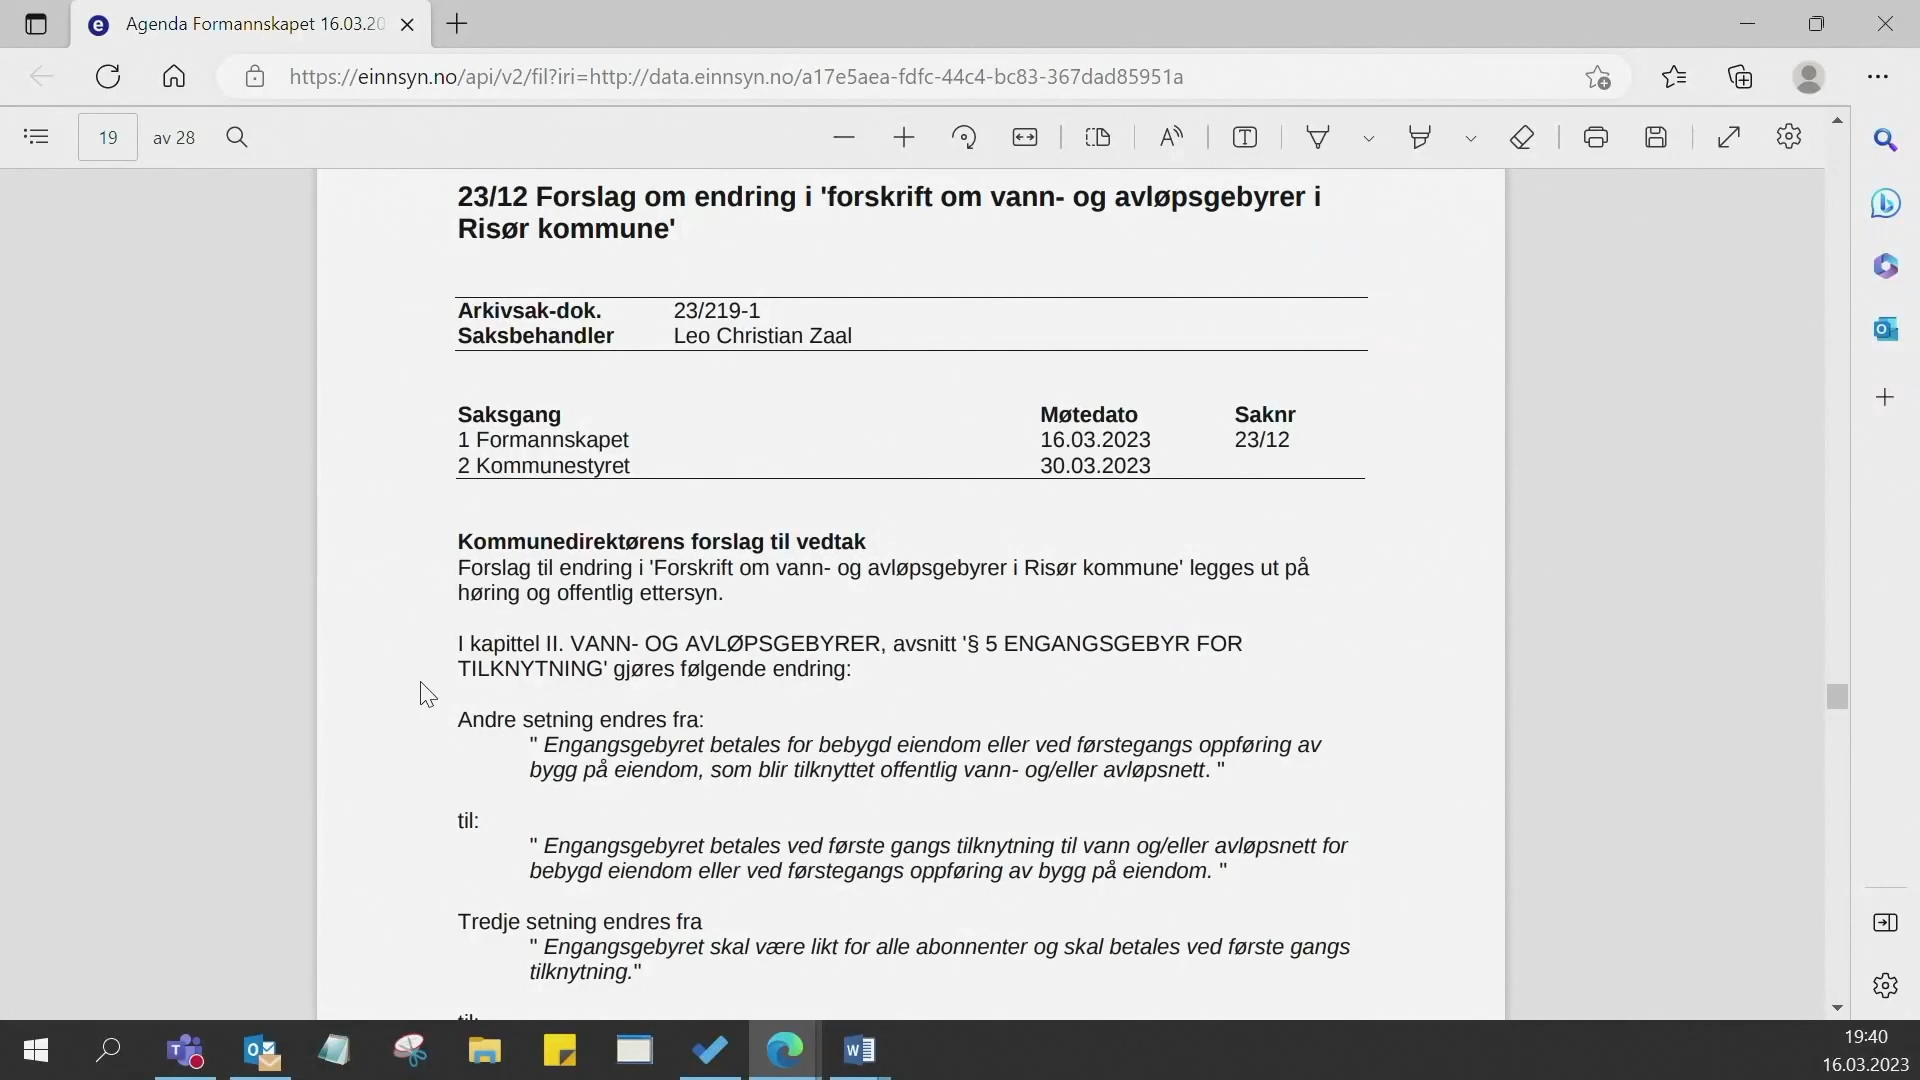 Agenda Formannskapet 16.03.20
https://einnsyn.no/api/v2/fil?iri=http://data.einnsyn.no/a17e5aea-fdfc-44c4-bc83-367dad85951a
19 av 28
23/12 Forslag om endring i 'forskrift om vann- og avløpsgebyrer i
Risør kommune'
Arkivsak-dok. 23/219-1
Saksbehandler Leo Christian Zaal
Saksgang Møtedato Saknr
1 Formannskapet 16.03.2023 23/12
2 Kommunestyret 30.03.2023
Kommunedirektørens forslag til vedtak
Forslag til endring i 'Forskrift om vann- og avløpsgebyrer i Risør kommune' legges ut på
høring og offentlig ettersyn.
I kapittel II. VANN- OG AVLØPSGEBYRER, avsnitt '§ 5 ENGANGSGEBYR FOR
TILKNYTNING' gjøres følgende endring:
Andre setning endres fra:
" Engangsgebyret betales for bebygd eiendom eller ved førstegangs oppføring av
bygg på eiendom, som blir tilknyttet offentlig vann- og/eller avløpsnett. "
til:
" Engangsgebyret betales ved første gangs tilknytning til vann og/eller avløpsnett for
bebygd eiendom eller ved førstegangs oppføring av bygg på eiendom. "
Tredje setning endres fra
" Engangsgebyret skal være likt for alle abonnenter og skal betales ved første gangs
tilknytning."
til:
19:40
16.03.2023